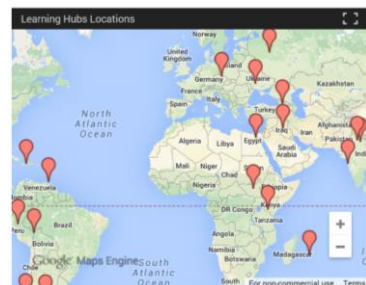 Learning Hubs Locations
Norway
United
Kingdom
Germany
Ukraine
France
Kazakhstan
Spain
Italy
Turkey
North
Atlantic
Ocean
Iraq
Iran
Afghanistan
Pakistan
Algeria
Libya
Egypt
Saudi
Arabia
Mali
Niger
Chad
Nigeria
Ethiopia
Venezuela
DR Congo
Kenya
Tanzania
Peru
Brazil
Angola
Bolivia
Namibia
Madagascar
Botswana
Chile
Google Maps Engine
South
Atlantic
Ocean
+
−
For non-commercial use
Terms